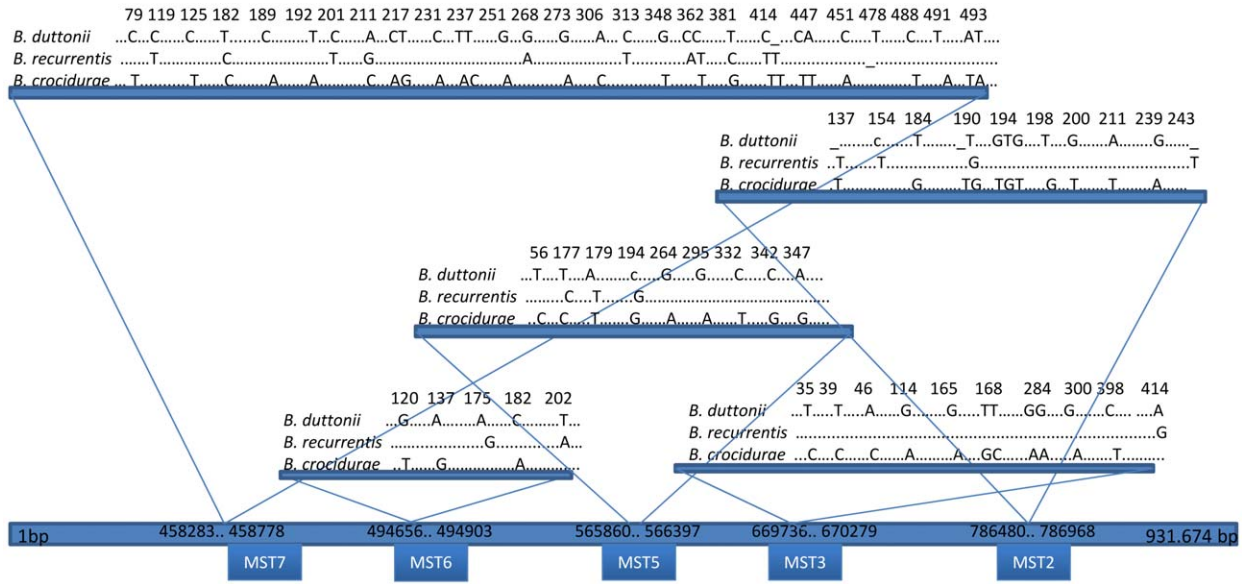 79 119 125 182 189 192 201 211 217 231 237 251 268 273 306 313 348 362 381 414 447 451 478 488 491 493
B. duttonii ...C......C......C.......T.......C.......T......C.....A.....CT.......C....TT......G....G......G......A.....C......G....CC......T.....C_....CA......C.....T......C.....T.....AT....
B. recurrentis .......T...............C.......................T......G.......................................A.......................T.............AT.....C.....TT......................_............................
B. crocidurae ....T............T......C........A........A..........C...AG.....A....AC.....A............A......C.............T.......T......G......TT....TT.......A..............T......A...TA...
137 154 184 190 194 198 200 211 239 243
B. duttonii _.........c.......T........._T....GTG....T....G........A........G......_
B. recurrentis ..T........T....................G................................................T
B. crocidurae ..T................G.........TG....TGT......G....T........T........A......
56 177 179 194 264 295 332 342 347
B. duttonii ...T....T.....A.......c.....G......G.......C......C.....A....
B. recurrentis .........C.....T........G..........................................
B. crocidurae ..C....C......T........G......A.......A.......T......G....G.....
120 137 175 182 202
B. duttonii ..G......A.........A.......C..........T...
B. recurrentis .......................G................A...
B. crocidurae ...T.......G..................A..............
35 39 46 114 165 168 284 300 398 414
B. duttonii ...T.....T.....A.......G.........G......TT.......GG....G.......C.... ......A
B. recurrentis ........................................................................................G
B. crocidurae ...C......C.....C........A..........A....GC.......AA.....A........T.........
1bp 458283.. 458778 494656.. 494903 565860.. 566397 669736.. 670279 786480.. 786968 931.674 bp
MST7 MST6 MST5 MST3 MST2